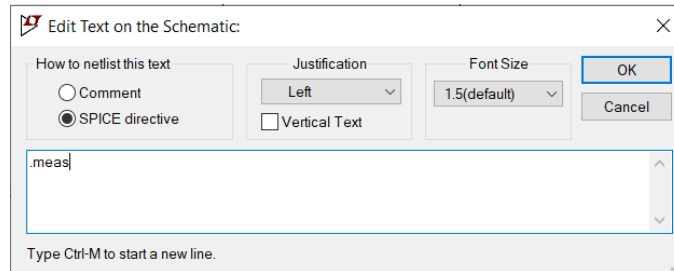 Edit Text on the Schematic:
How to netlist this text
Justification
Font Size
Comment
SPICE directive
Left
Vertical Text
1.5(default)
OK
Cancel
.meas
Type Ctrl-M to start a new line.